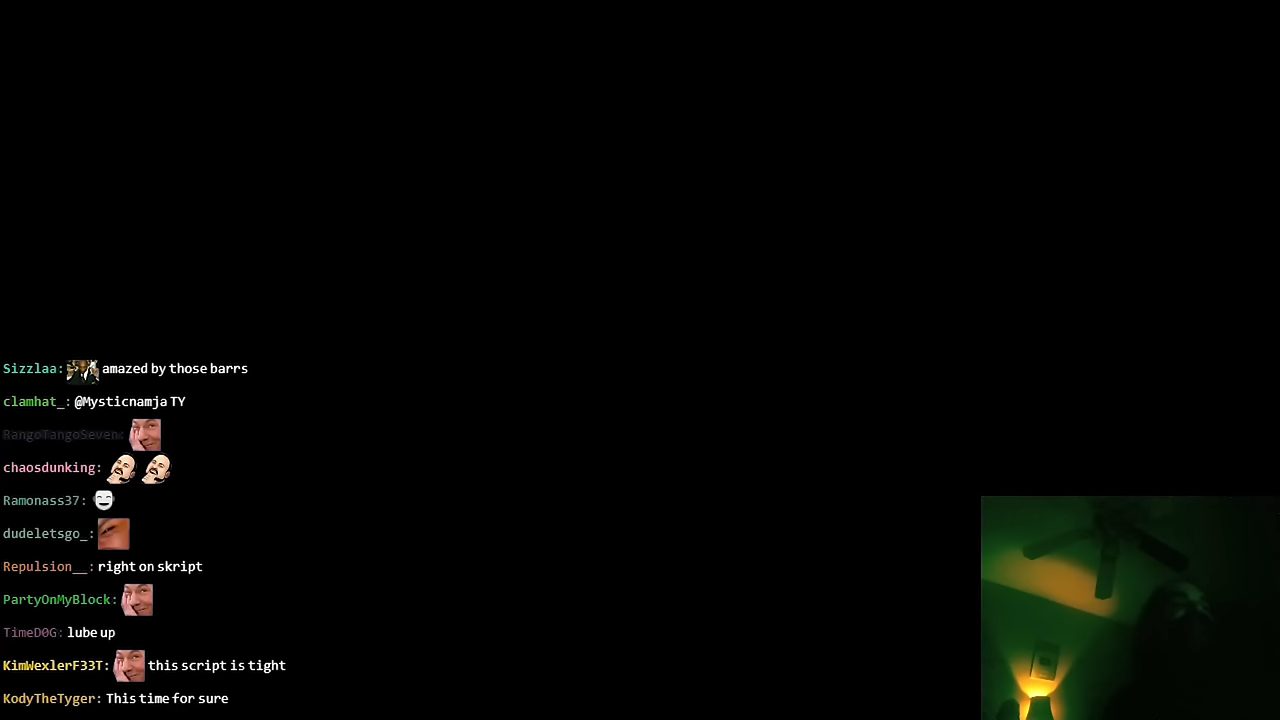 Sizzlaa: amazed by those barrs
clamhat_: @Mysticnamja TY
RangoTangoSeven:
chaosdunking:
Ramonass37:
dudeletsgo_:
Repulsion__: right on skript
PartyOnMyBlock:
TimeD0G: lube up
KimWexlerF33T: this script is tight
KodyTheTyger: This time for sure